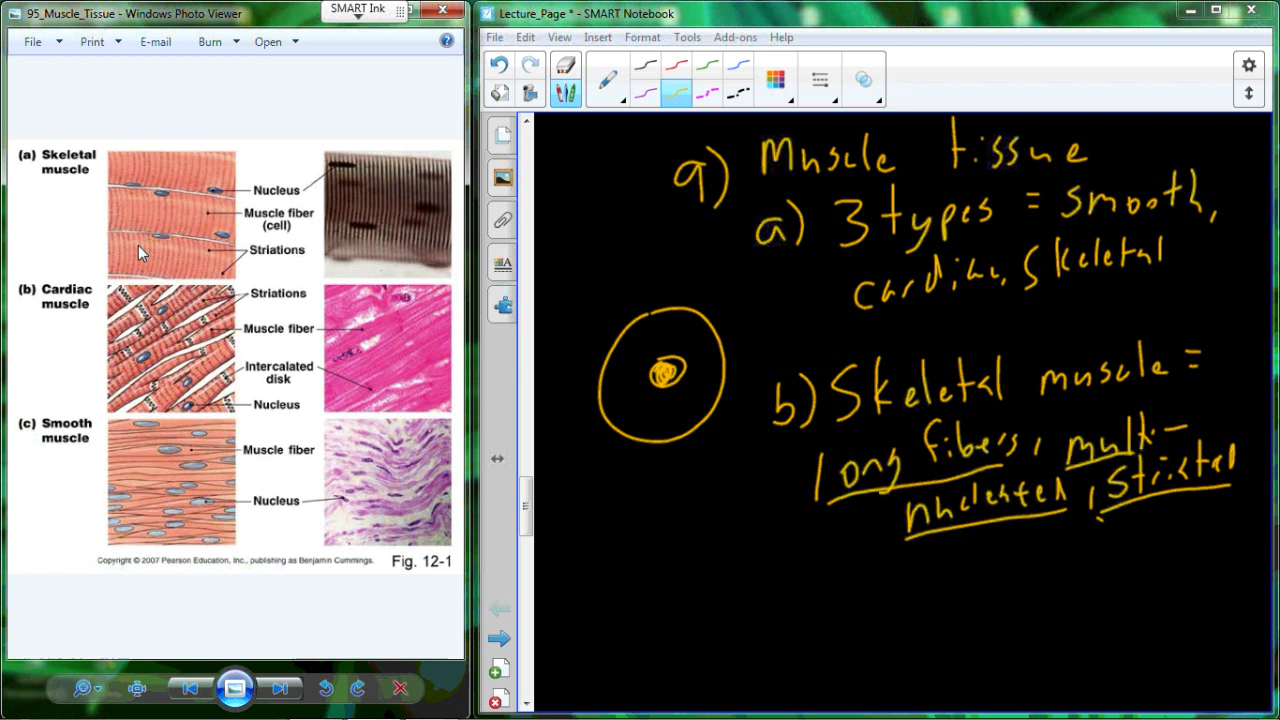 95_Muscle_Tissue - Windows Photo Viewer
SMART Ink
File Print E-mail Burn Open
(a) Skeletal
muscle
Nucleus
Muscle fiber
(cell)
Striations
(b) Cardiac
muscle
Striations
Muscle fiber
Intercalated
disk
Nucleus
(c) Smooth
muscle
Muscle fiber
Nucleus
Copyright © 2007 Pearson Education, Inc., publishing as Benjamin Cummings.
Fig. 12-1
Lecture_Page * - SMART Notebook
File Edit View Insert Format Tools Add-ons Help
9) Muscle tissue
a) 3 types = smooth,
cardiac, skeletal
b) Skeletal muscle =
long fibers, multi-
nucleated, striated